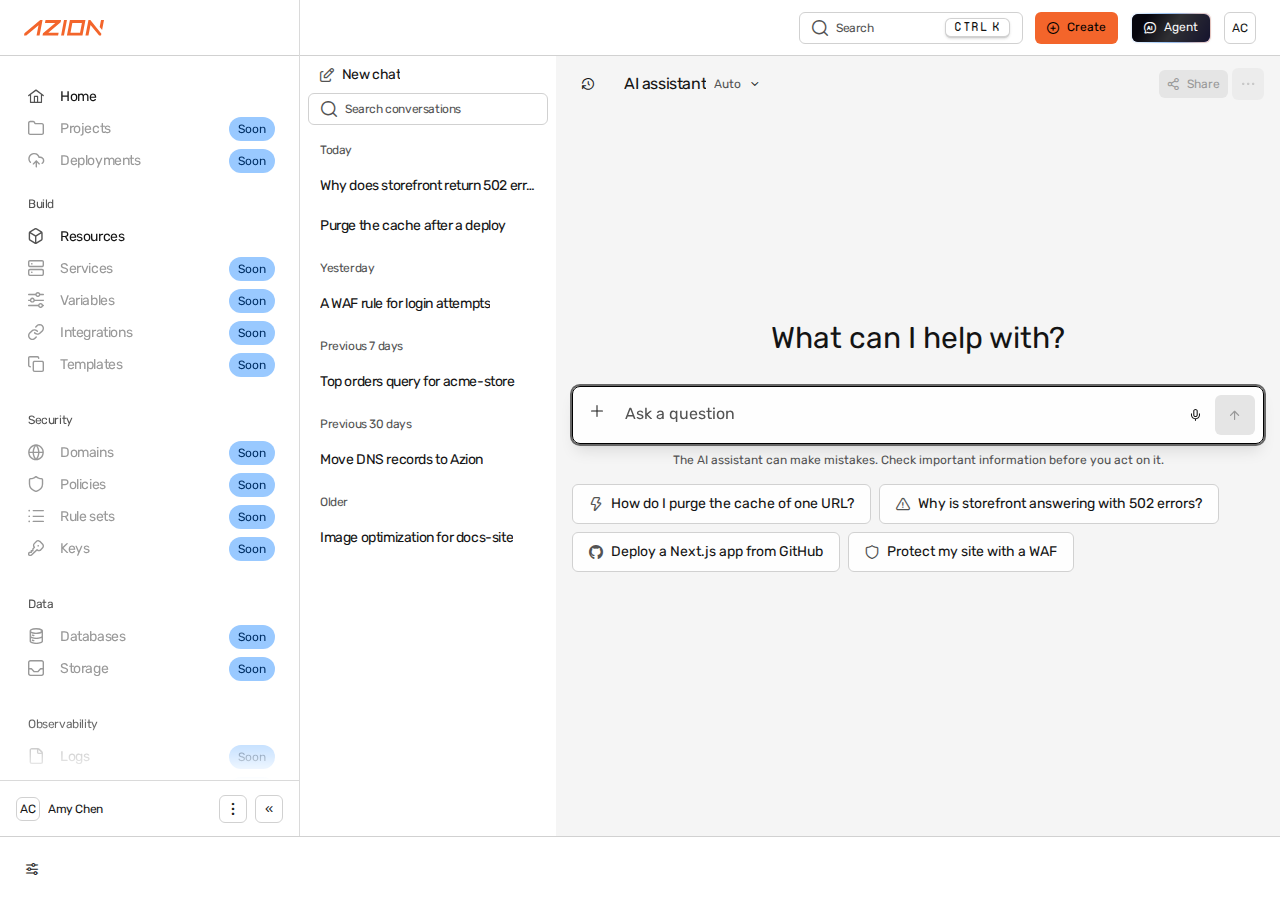 AZION
Search
CTRL K
Create
Agent
AC
Home
Projects
Soon
Deployments
Soon
Build
Resources
Services
Soon
Variables
Soon
Integrations
Soon
Templates
Soon
Security
Domains
Soon
Policies
Soon
Rule sets
Soon
Keys
Soon
Data
Databases
Soon
Storage
Soon
Observability
Logs
Soon
AC
Amy Chen
New chat
Search conversations
Today
Why does storefront return 502 err...
Purge the cache after a deploy
Yesterday
A WAF rule for login attempts
Previous 7 days
Top orders query for acme-store
Previous 30 days
Move DNS records to Azion
Older
Image optimization for docs-site
AI assistant
Auto
Share
What can I help with?
Ask a question
The AI assistant can make mistakes. Check important information before you act on it.
How do I purge the cache of one URL?
Why is storefront answering with 502 errors?
Deploy a Next.js app from GitHub
Protect my site with a WAF